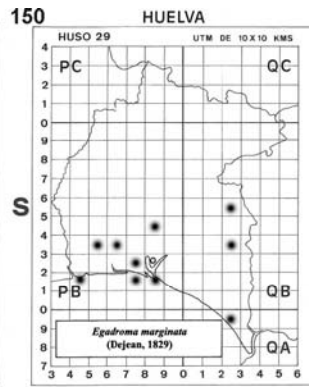 150 HUELVA
HUSO 29 UTM DE 10 X 10 KMS
4
PC QC
3
2
1
0
9
8
7
6
S
5
4
3
2
PB QB
1
0
9
QA
8
7
Egadroma marginata
(Dejean, 1829)
3 4 5 6 7 8 9 0 1 2 3 4 5 6